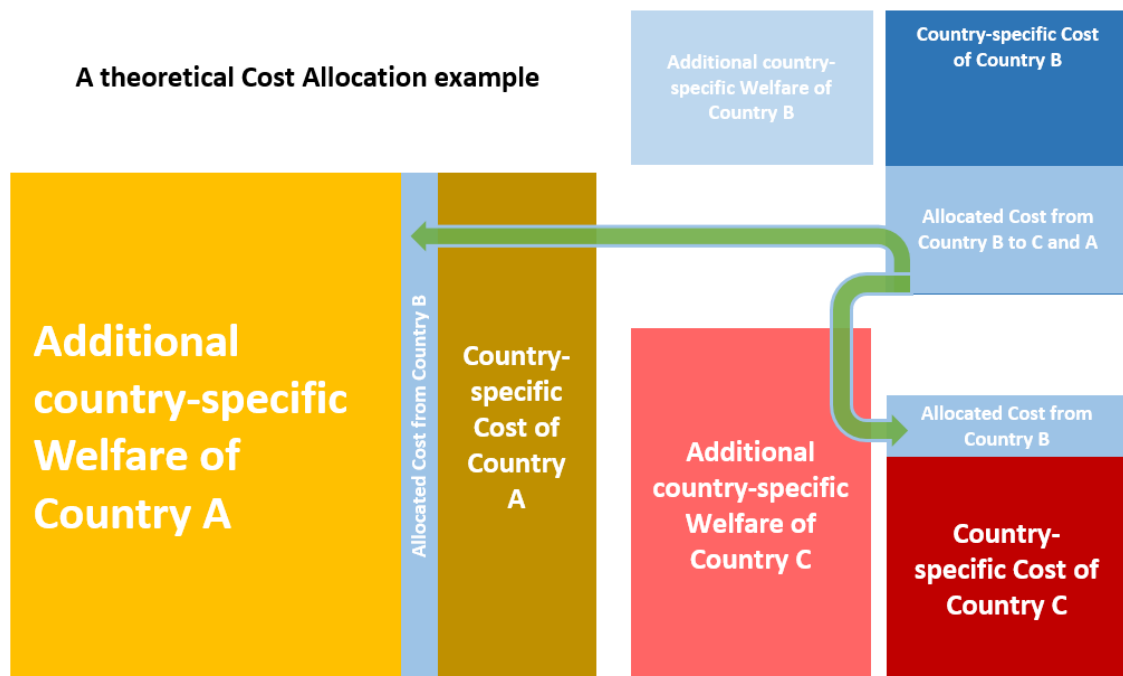 A theoretical Cost Allocation example
Additional country-
specific Welfare of
Country B
Country-specific Cost
of Country B
Allocated Cost from
Country B to C and A
Additional
country-specific
Welfare of
Country A
Allocated Cost from Country B
Country-
specific
Cost of
Country
A
Additional
country-specific
Welfare of
Country C
Allocated Cost from
Country B
Country-
specific Cost of
Country C